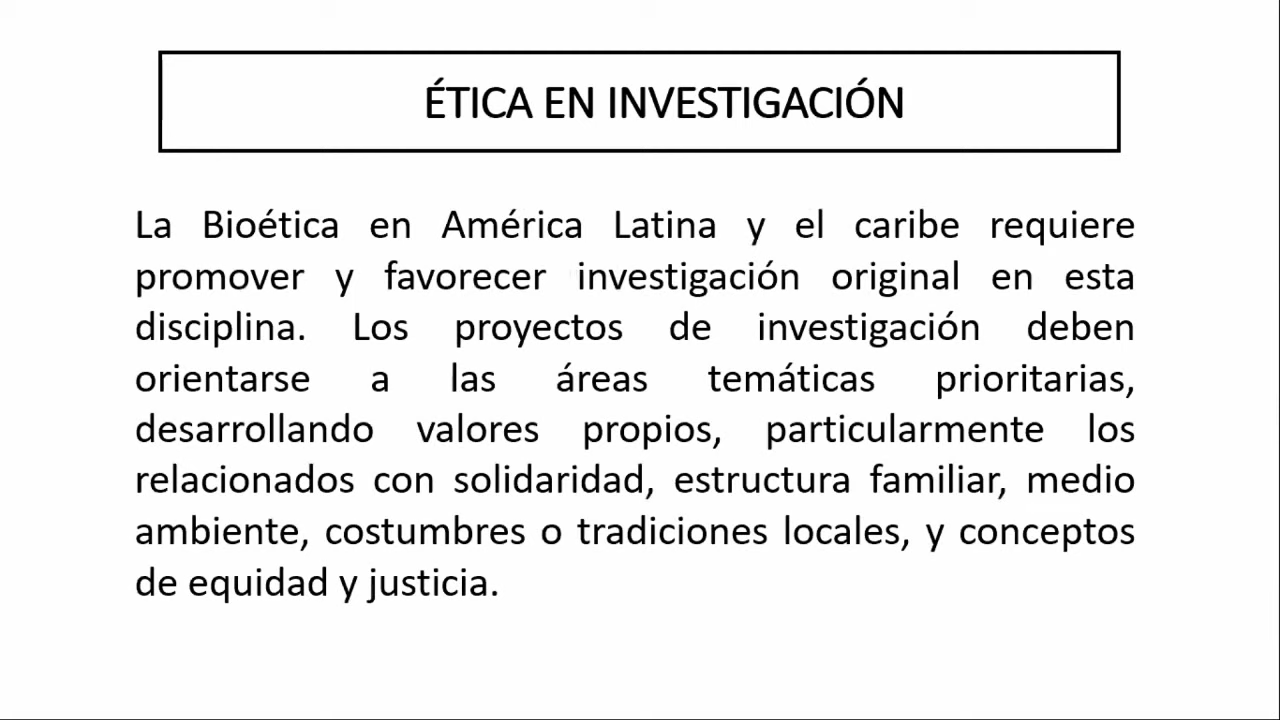 ÉTICA EN INVESTIGACIÓN
La Bioética en América Latina y el caribe requiere
promover y favorecer investigación original en esta
disciplina. Los proyectos de investigación deben
orientarse a las áreas temáticas prioritarias,
desarrollando valores propios, particularmente los
relacionados con solidaridad, estructura familiar, medio
ambiente, costumbres o tradiciones locales, y conceptos
de equidad y justicia.